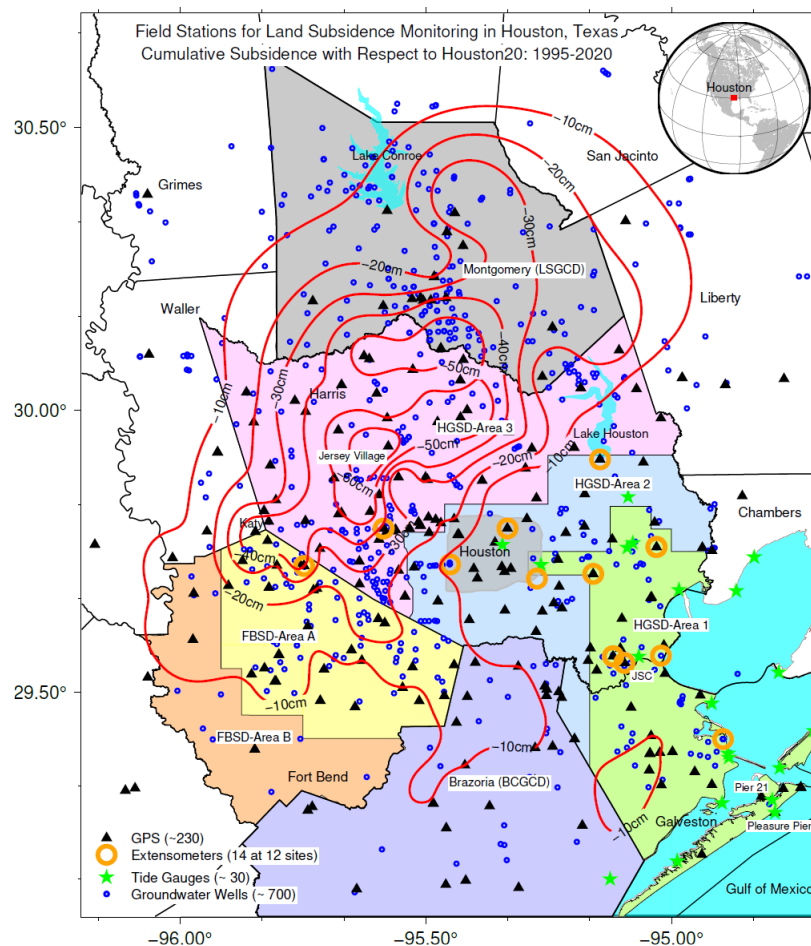 Field Stations for Land Subsidence Monitoring in Houston, Texas
Cumulative Subsidence with Respect to Houston20: 1995-2020
Houston
30.50°
30.00°
29.50°
−10cm
San Jacinto
Lake Conroe
−20cm
Grimes
−30cm
−20cm
Montgomery (LSGCD)
Liberty
Waller
−40cm
−50cm
−30cm
Harris
−10cm
HGSD-Area 3
Lake Houston
−50cm
Jersey Village
−20cm
−10cm
−60cm
HGSD-Area 2
Chambers
Katy
−30cm
Houston
−40cm
−20cm
HGSD-Area 1
FBSD-Area A
JSC
−10cm
FBSD-Area B
−10cm
Fort Bend
Brazoria (BCGCD)
Pier 21
−10cm
Galveston
Pleasure Pier
Gulf of Mexico
GPS (~230)
Extensometers (14 at 12 sites)
Tide Gauges (~ 30)
Groundwater Wells (~ 700)
−96.00°
−95.50°
−95.00°